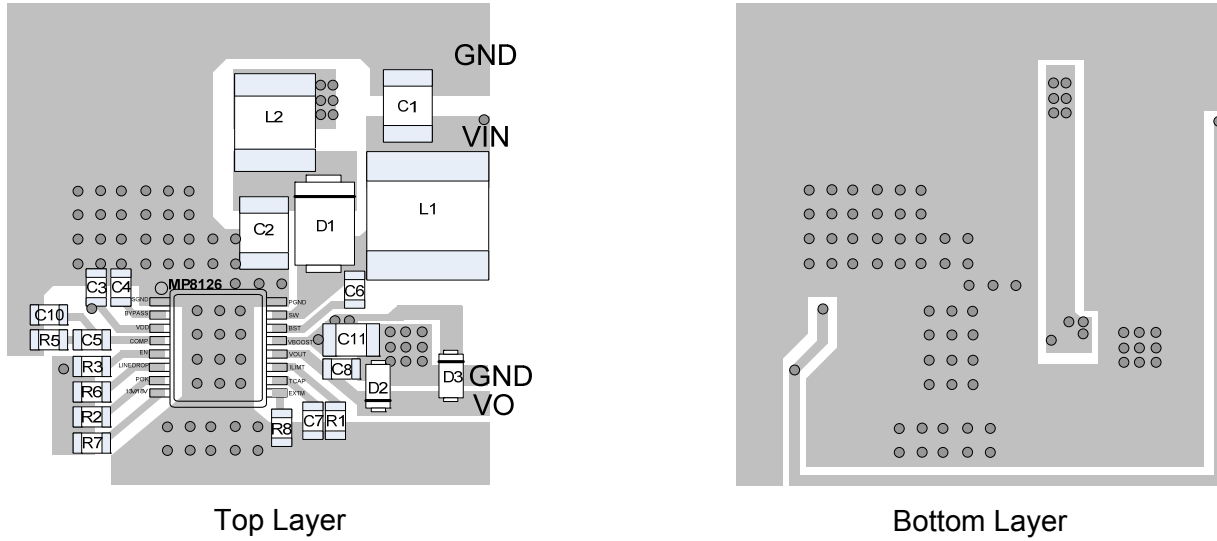 GND
C1
L2
VIN
L1
C2
D1
MP8126
C3
C4
C6
SGND
PGND
BYPASS
SW
C10
VDD
BST
R5
C5
COMP
VBOOST
C11
EN
VOUT
R3
LINEDROP
ILIMT
C8
D3
GND
R6
POK
TCAP
D2
13V/18V
EXTM
VO
R2
C7
R1
R8
R7
Top Layer
Bottom Layer